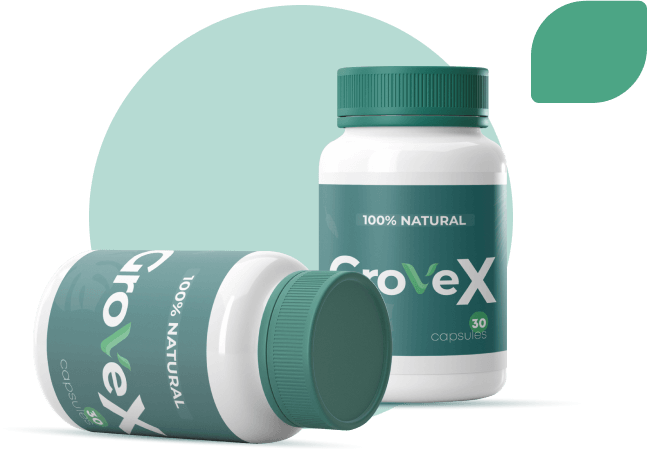 100% NATURAL
GroVeX
30
capsules
100% NATURAL
GroVeX
30
capsules